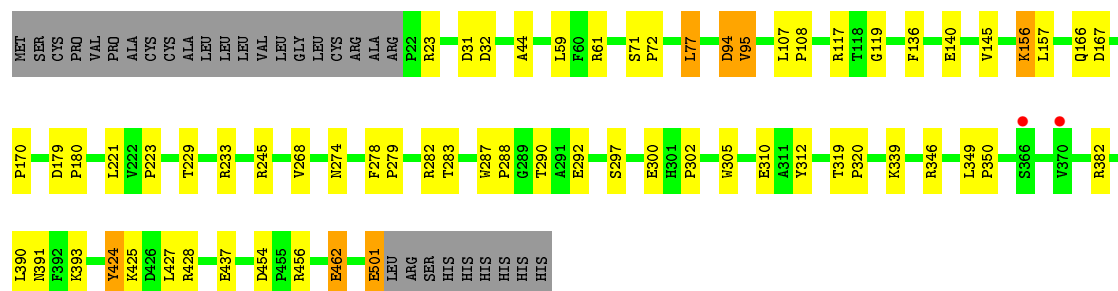 MET SER CYS PRO PRO VAL PRO ALA CYS CYS ALA LEU LEU LEU VAL LEU GLY LEU CYS ARG ALA ARG P22 R23 D31 D32 A44 L59 F60 R61 S71 P72 L77 D94 V95 L107 P108 R117 T118 G119 F136 E140 V145 K156 L157 Q166 D167
P170 D179 P180 L221 V222 P223 T229 R233 R245 V268 N274 F278 P279 R282 T283 W287 P288 G289 T290 A291 E292 S297 E300 H301 P302 W305 E310 A311 Y312 T319 P320 K339 R346 L349 P350 S366 V370 R382
L390 N391 F392 K393 Y424 K425 D426 L427 R428 E437 D454 P455 R456 E462 E501 LEU ARG SER HIS HIS HIS HIS HIS HIS